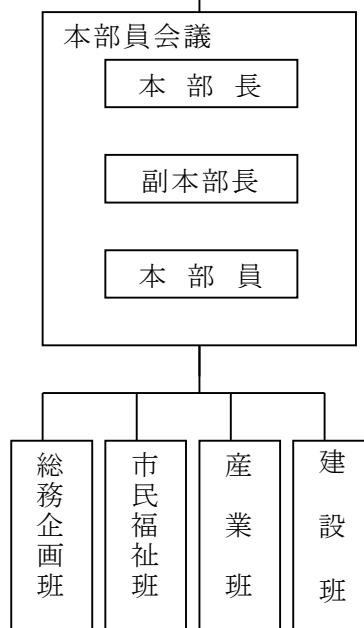 本部員会議
本部長
副本部長
本部員
総務企画班
市民福祉班
産業班
建設班